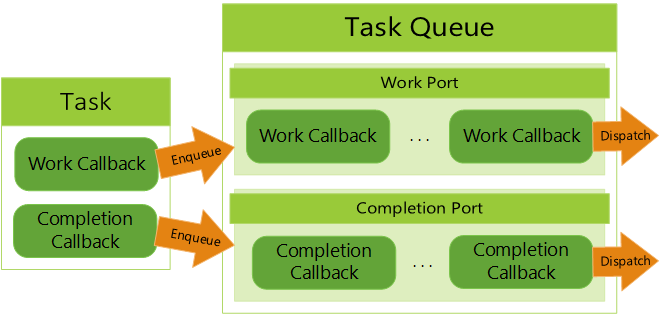 Task Queue
Task
Work Callback
Completion
Callback
Enqueue
Enqueue
Work Port
Work Callback
. . .
Work Callback
Dispatch
Completion Port
Completion
Callback
. . .
Completion
Callback
Dispatch